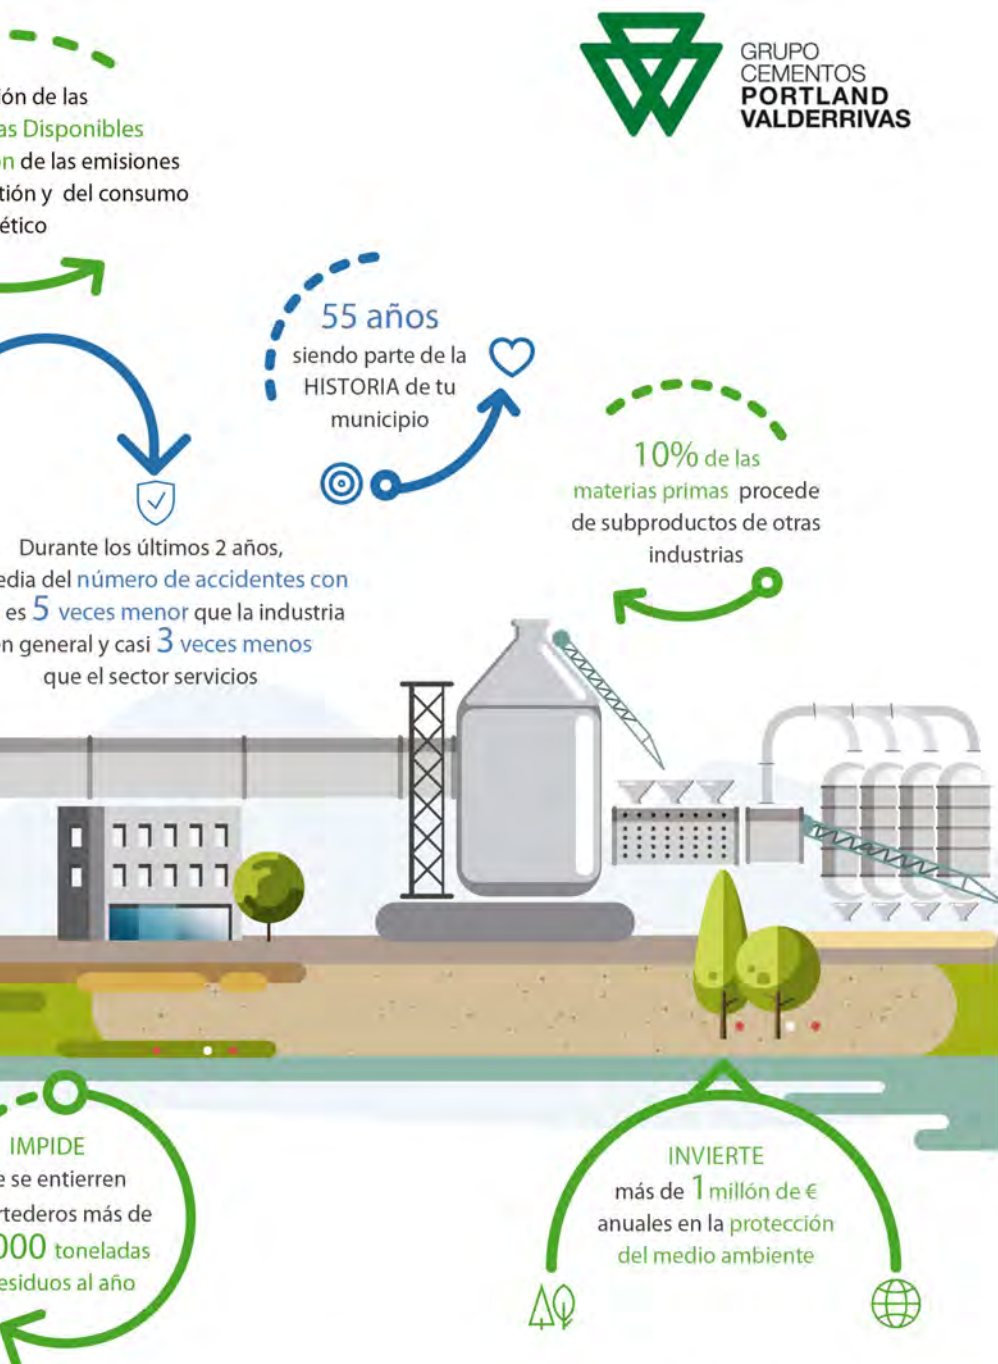 GRUPO
CEMENTOS
PORTLAND
VALDERRIVAS
ión de las
as Disponibles
n de las emisiones
tión y del consumo
ético
55 años
siendo parte de la
HISTORIA de tu
municipio
10% de las
materias primas procede
de subproductos de otras
industrias
Durante los últimos 2 años,
edia del número de accidentes con
es 5 veces menor que la industria
en general y casi 3 veces menos
que el sector servicios
IMPIDE
e se entierren
rtederos más de
000 toneladas
esiduos al año
INVIERTE
más de 1 millón de €
anuales en la protección
del medio ambiente